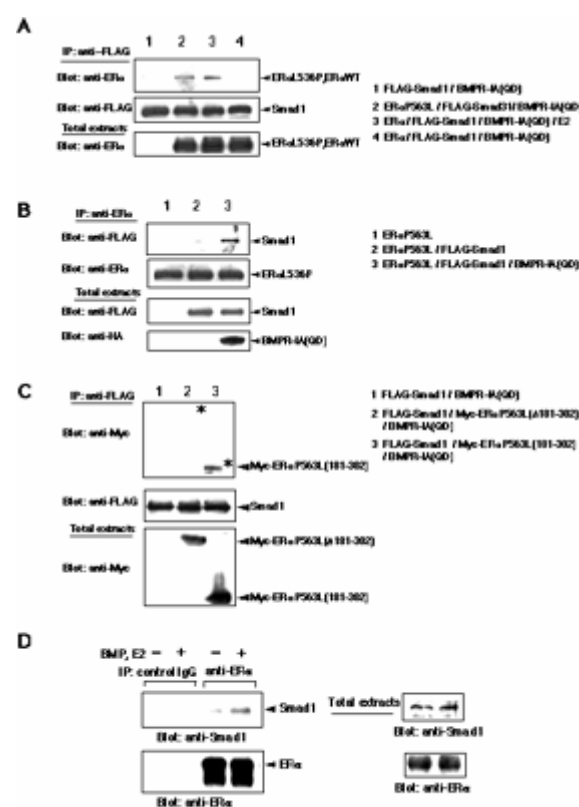 A
1 2 3 4
IP: anti-FLAG
Blot: anti-ERα
ERαL536P,ERαWT
Blot: anti-FLAG
Smad1
Total extracts
Blot: anti-ERα
ERαL536P,ERαWT
1 FLAG-Smad1/BMPR-IA(QD)
2 ERαP563L/FLAG-Smad31/BMPR-IA(QD)
3 ERα/FLAG-Smad1/BMPR-IA(QD)/E2
4 ERα/FLAG-Smad1/BMPR-IA(QD)
B
IP: anti-ERα
1 2 3
Blot: anti-FLAG
Smad1
Blot: anti-ERα
ERαL536P
Total extracts
Blot: anti-FLAG
Smad1
Blot: anti-HA
BMPR-IA(QD)
1 ERαP563L
2 ERαP563L/FLAG-Smad1
3 ERαP563L/FLAG-Smad1/BMPR-IA(QD)
C
IP: anti-FLAG
1 2 3
*
Blot: anti-Myc
*
Myc-ERαP563L(181-302)
Blot: anti-FLAG
Smad1
Total extracts
Myc-ERαP563L(Δ181-302)
Blot: anti-Myc
Myc-ERαP563L(181-302)
1 FLAG-Smad1/BMPR-IA(QD)
2 FLAG-Smad1/Myc-ERαP563L(Δ181-302)
/BMPR-IA(QD)
3 FLAG-Smad1/Myc-ERαP563L(181-302)
/BMPR-IA(QD)
D
BMP, E2 − + − +
IP: control IgG anti-ERα
Smad1
Blot: anti-Smad1
ERα
Blot: anti-ERα
Total extracts
Blot: anti-Smad1
Blot: anti-ERα